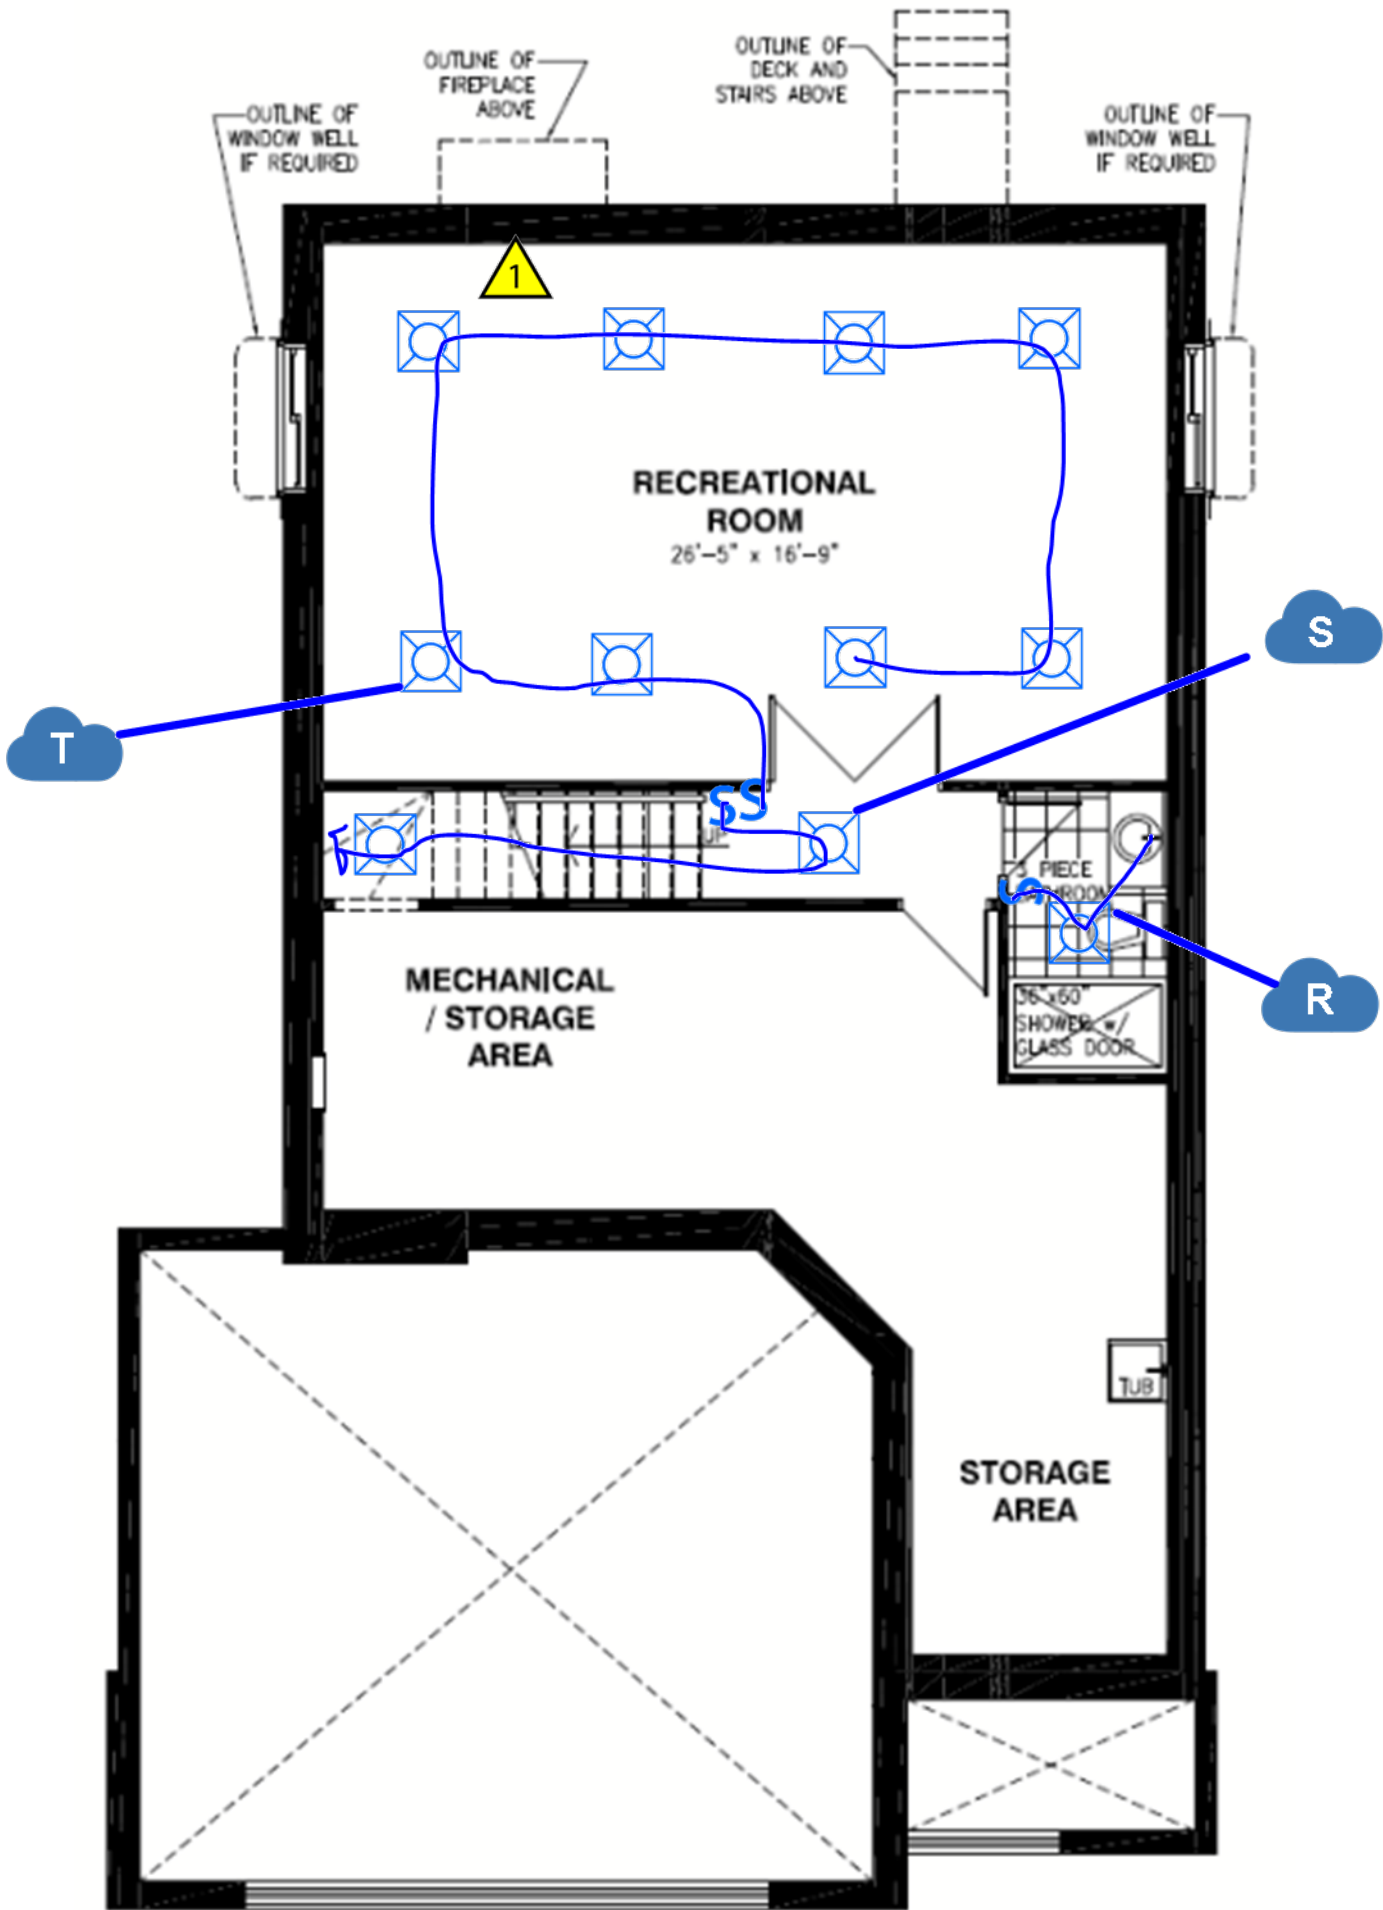 OUTLINE OF
FIREPLACE
ABOVE
OUTLINE OF
DECK AND
STAIRS ABOVE
OUTLINE OF
WINDOW WELL
IF REQUIRED
OUTLINE OF
WINDOW WELL
IF REQUIRED
1
RECREATIONAL
ROOM
26'-5" x 16'-9"
S
T
SS
UP
3 PIECE
S
MECHANICAL
/ STORAGE
AREA
36"x60"
SHOWER w/
GLASS DOOR
R
TUB
STORAGE
AREA